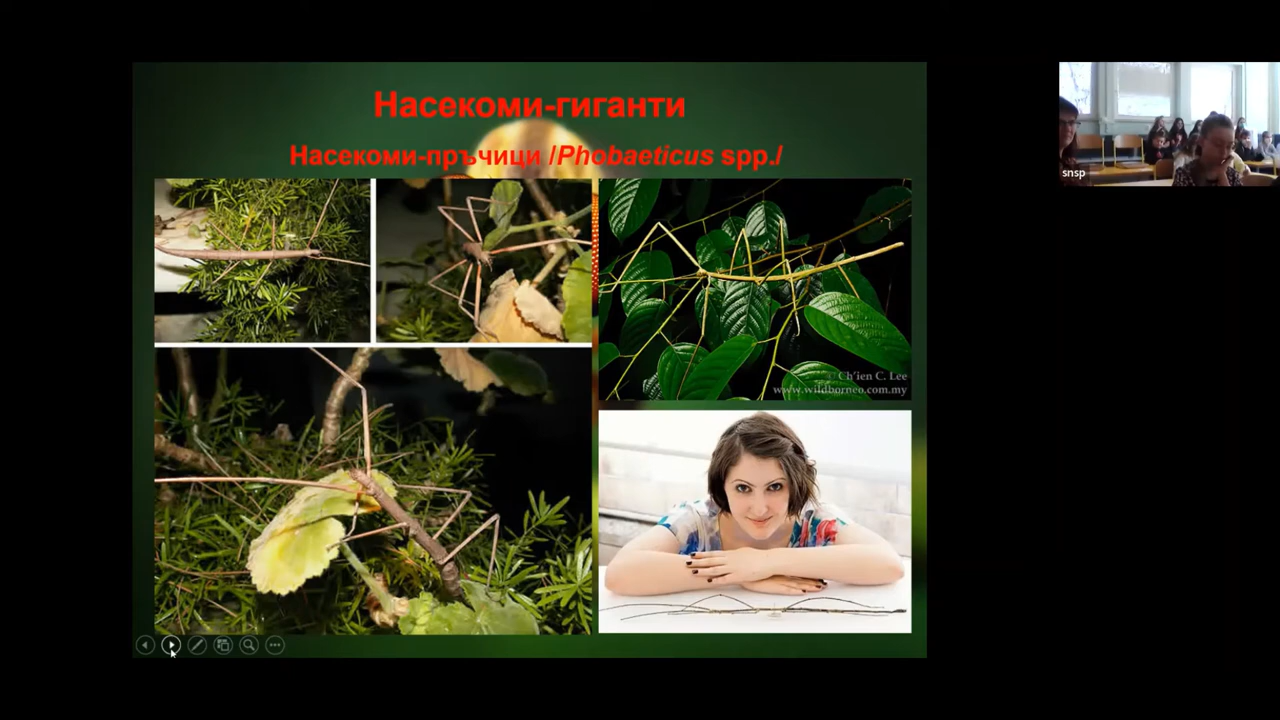 Насекоми-гиганти
Насекоми-пръчици /Phobaeticus spp./
© Ch'ien C. Lee
www.wildborneo.com.my
snsp